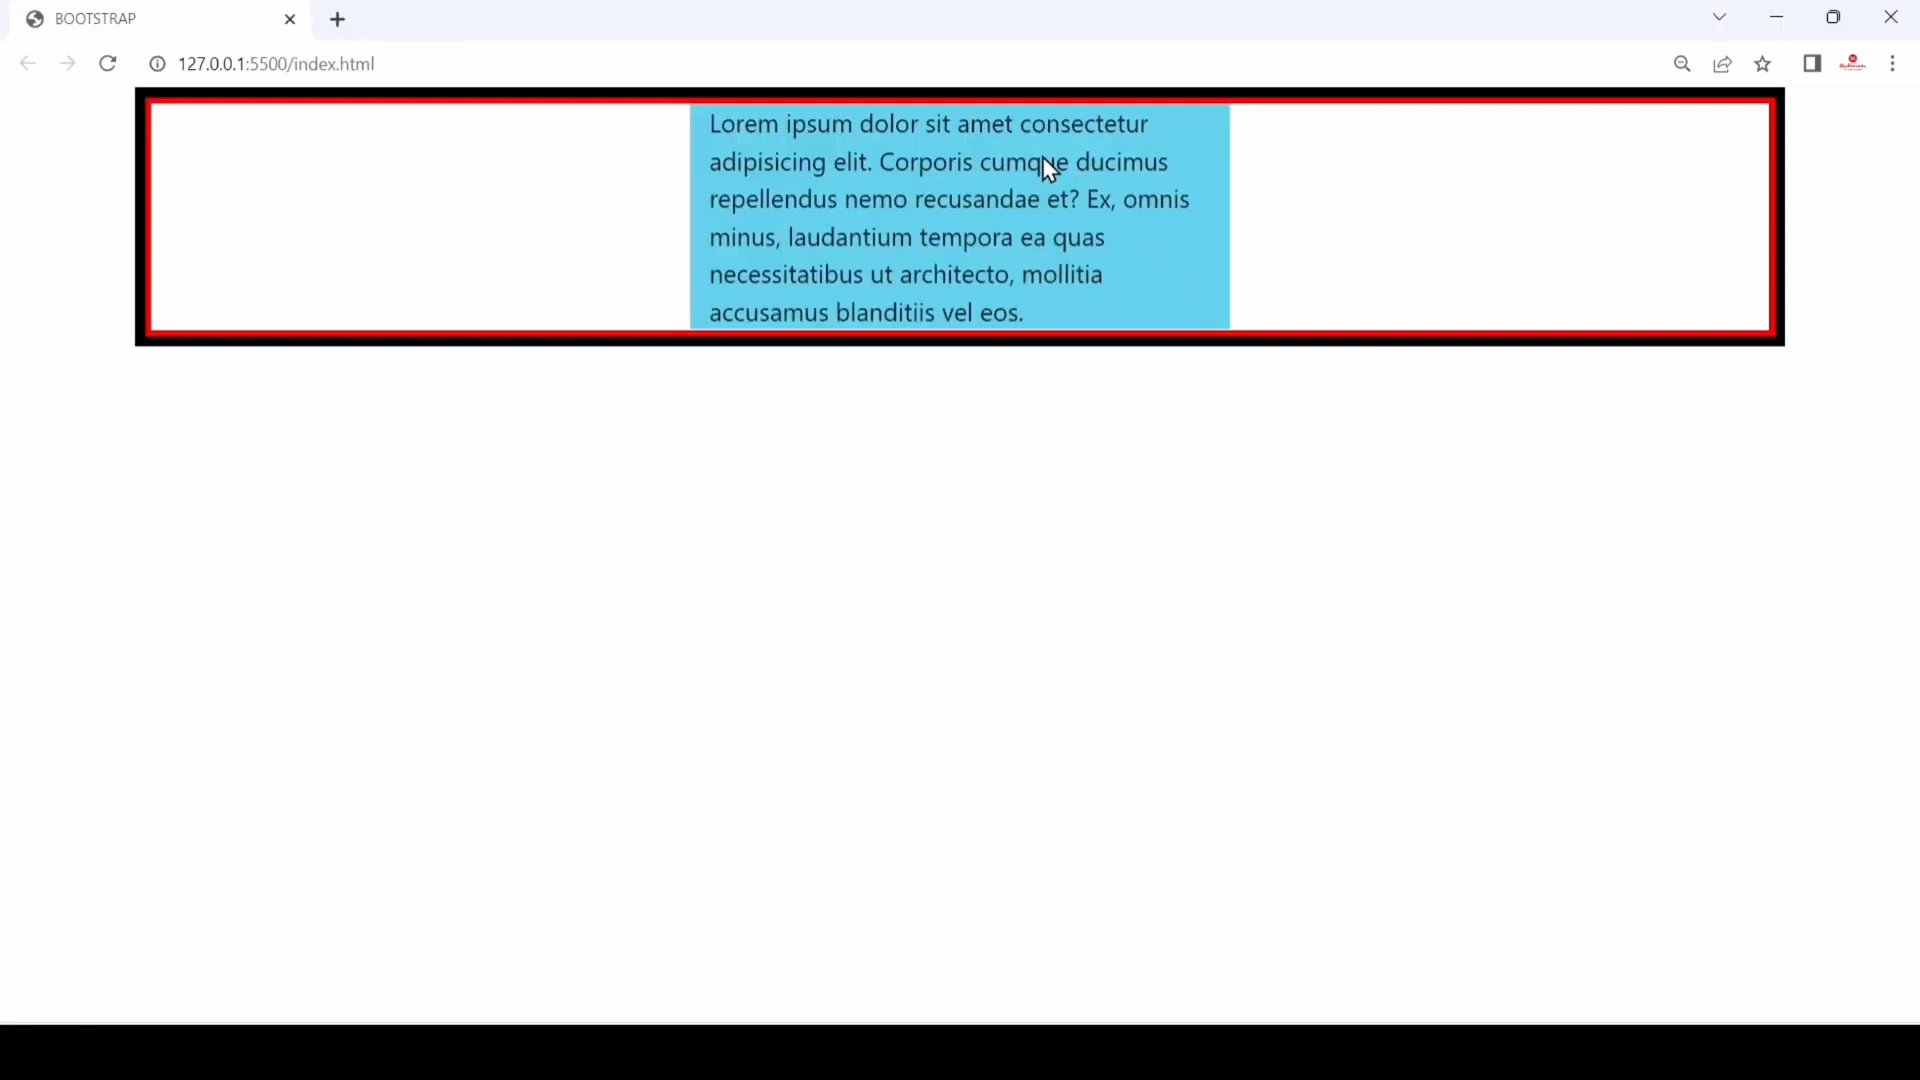 BOOTSTRAP
127.0.0.1:5500/index.html
Lorem ipsum dolor sit amet consectetur
adipisicing elit. Corporis cumque ducimus
repellendus nemo recusandae et? Ex, omnis
minus, laudantium tempora ea quas
necessitatibus ut architecto, mollitia
accusamus blanditiis vel eos.